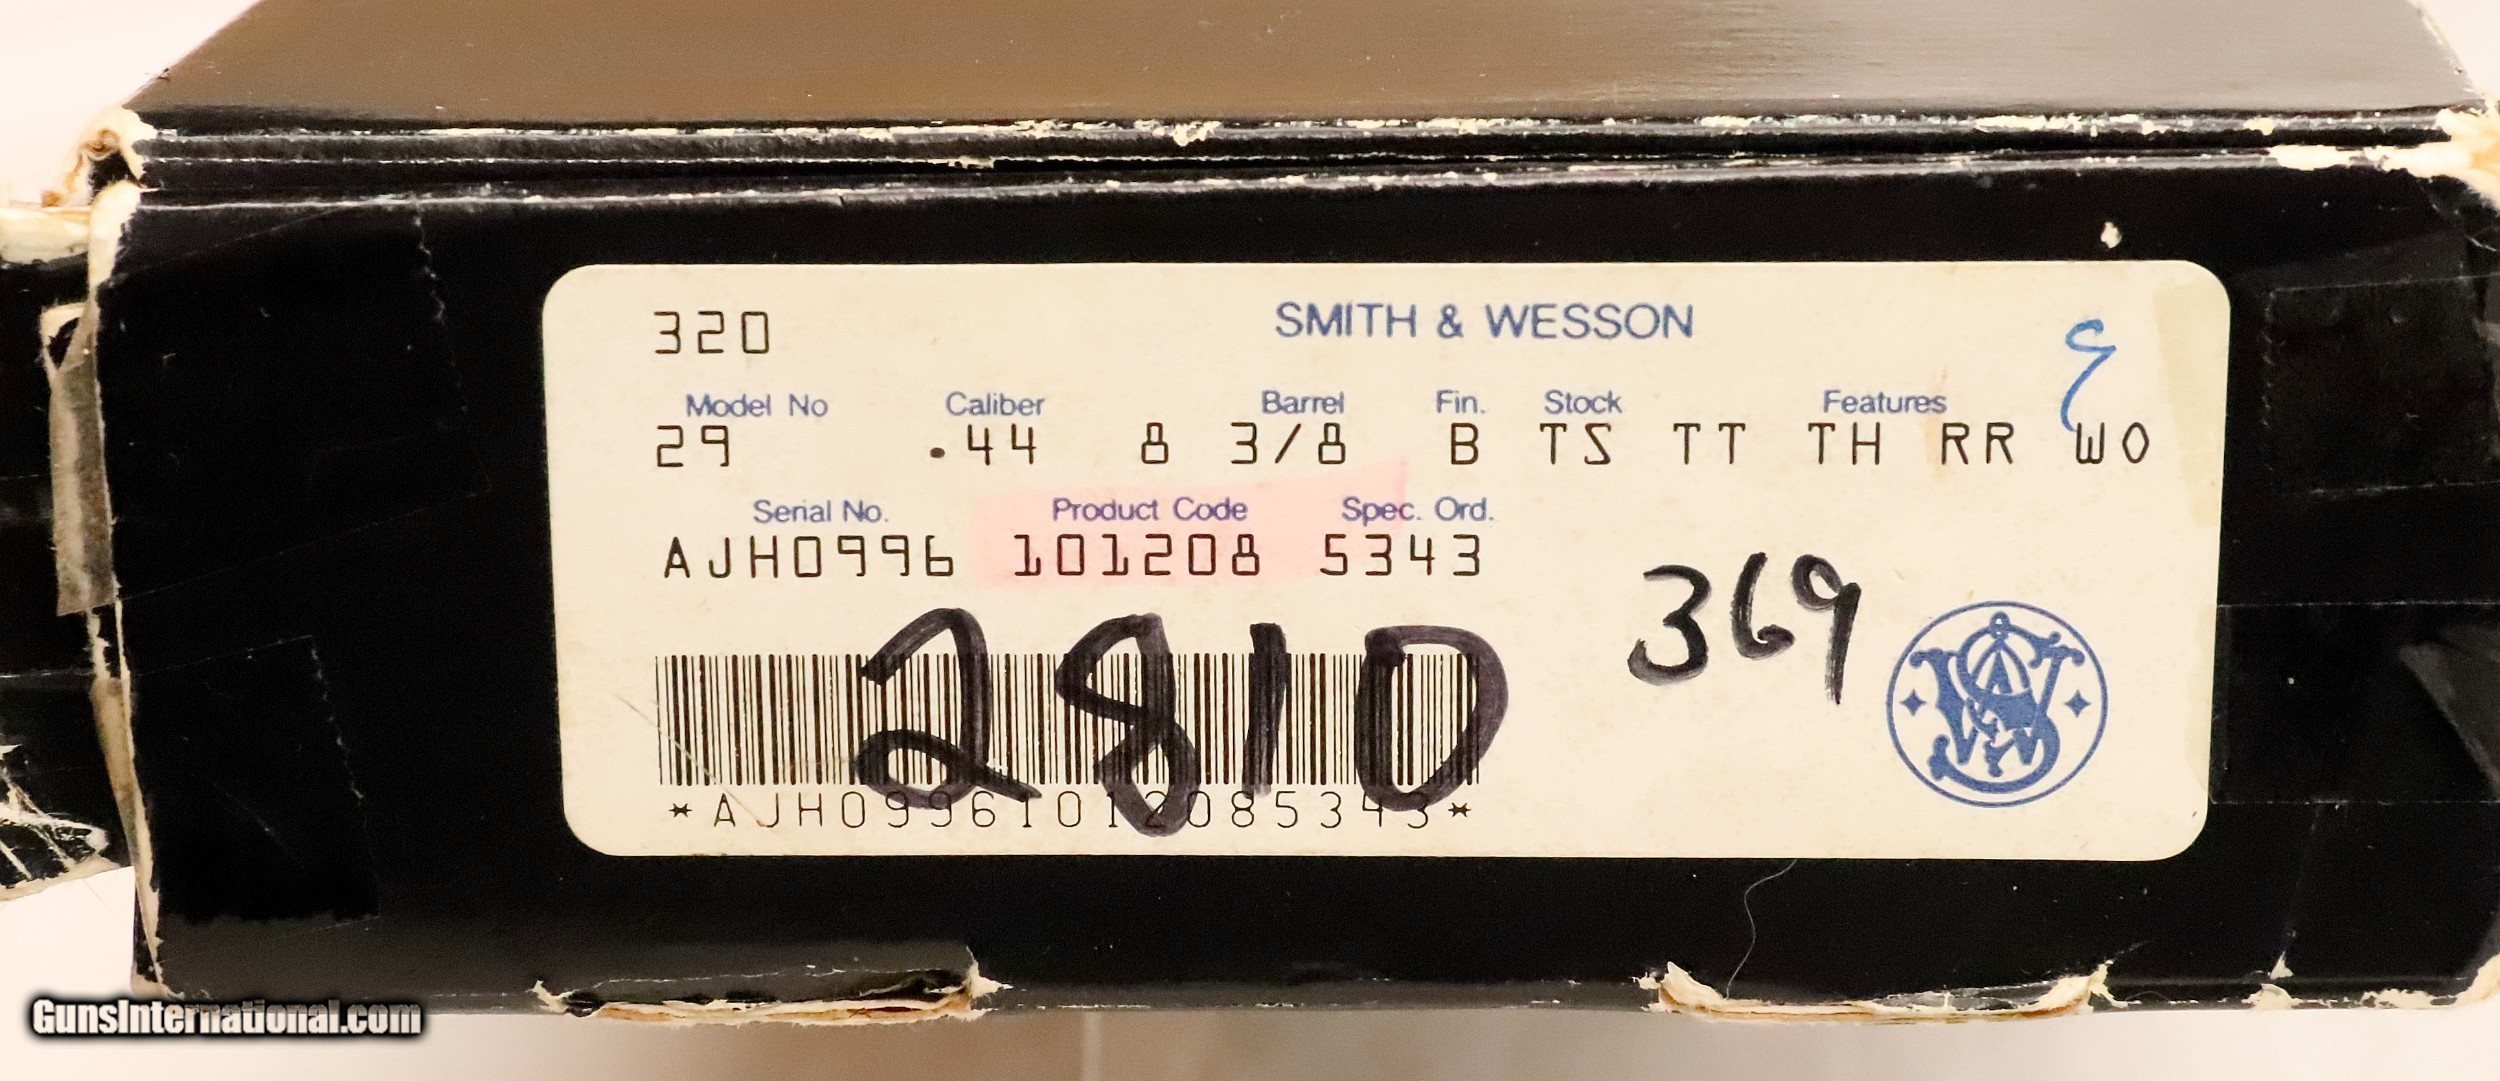 320 SMITH & WESSON
Model No Caliber Barrel Fin. Stock Features
29 .44 8 3/8 B TS TT TH RR WO
Serial No. Product Code Spec. Ord.
AJH0996 101208 5343
369
2810
*AJH09961012085343*
GunsInternational.com